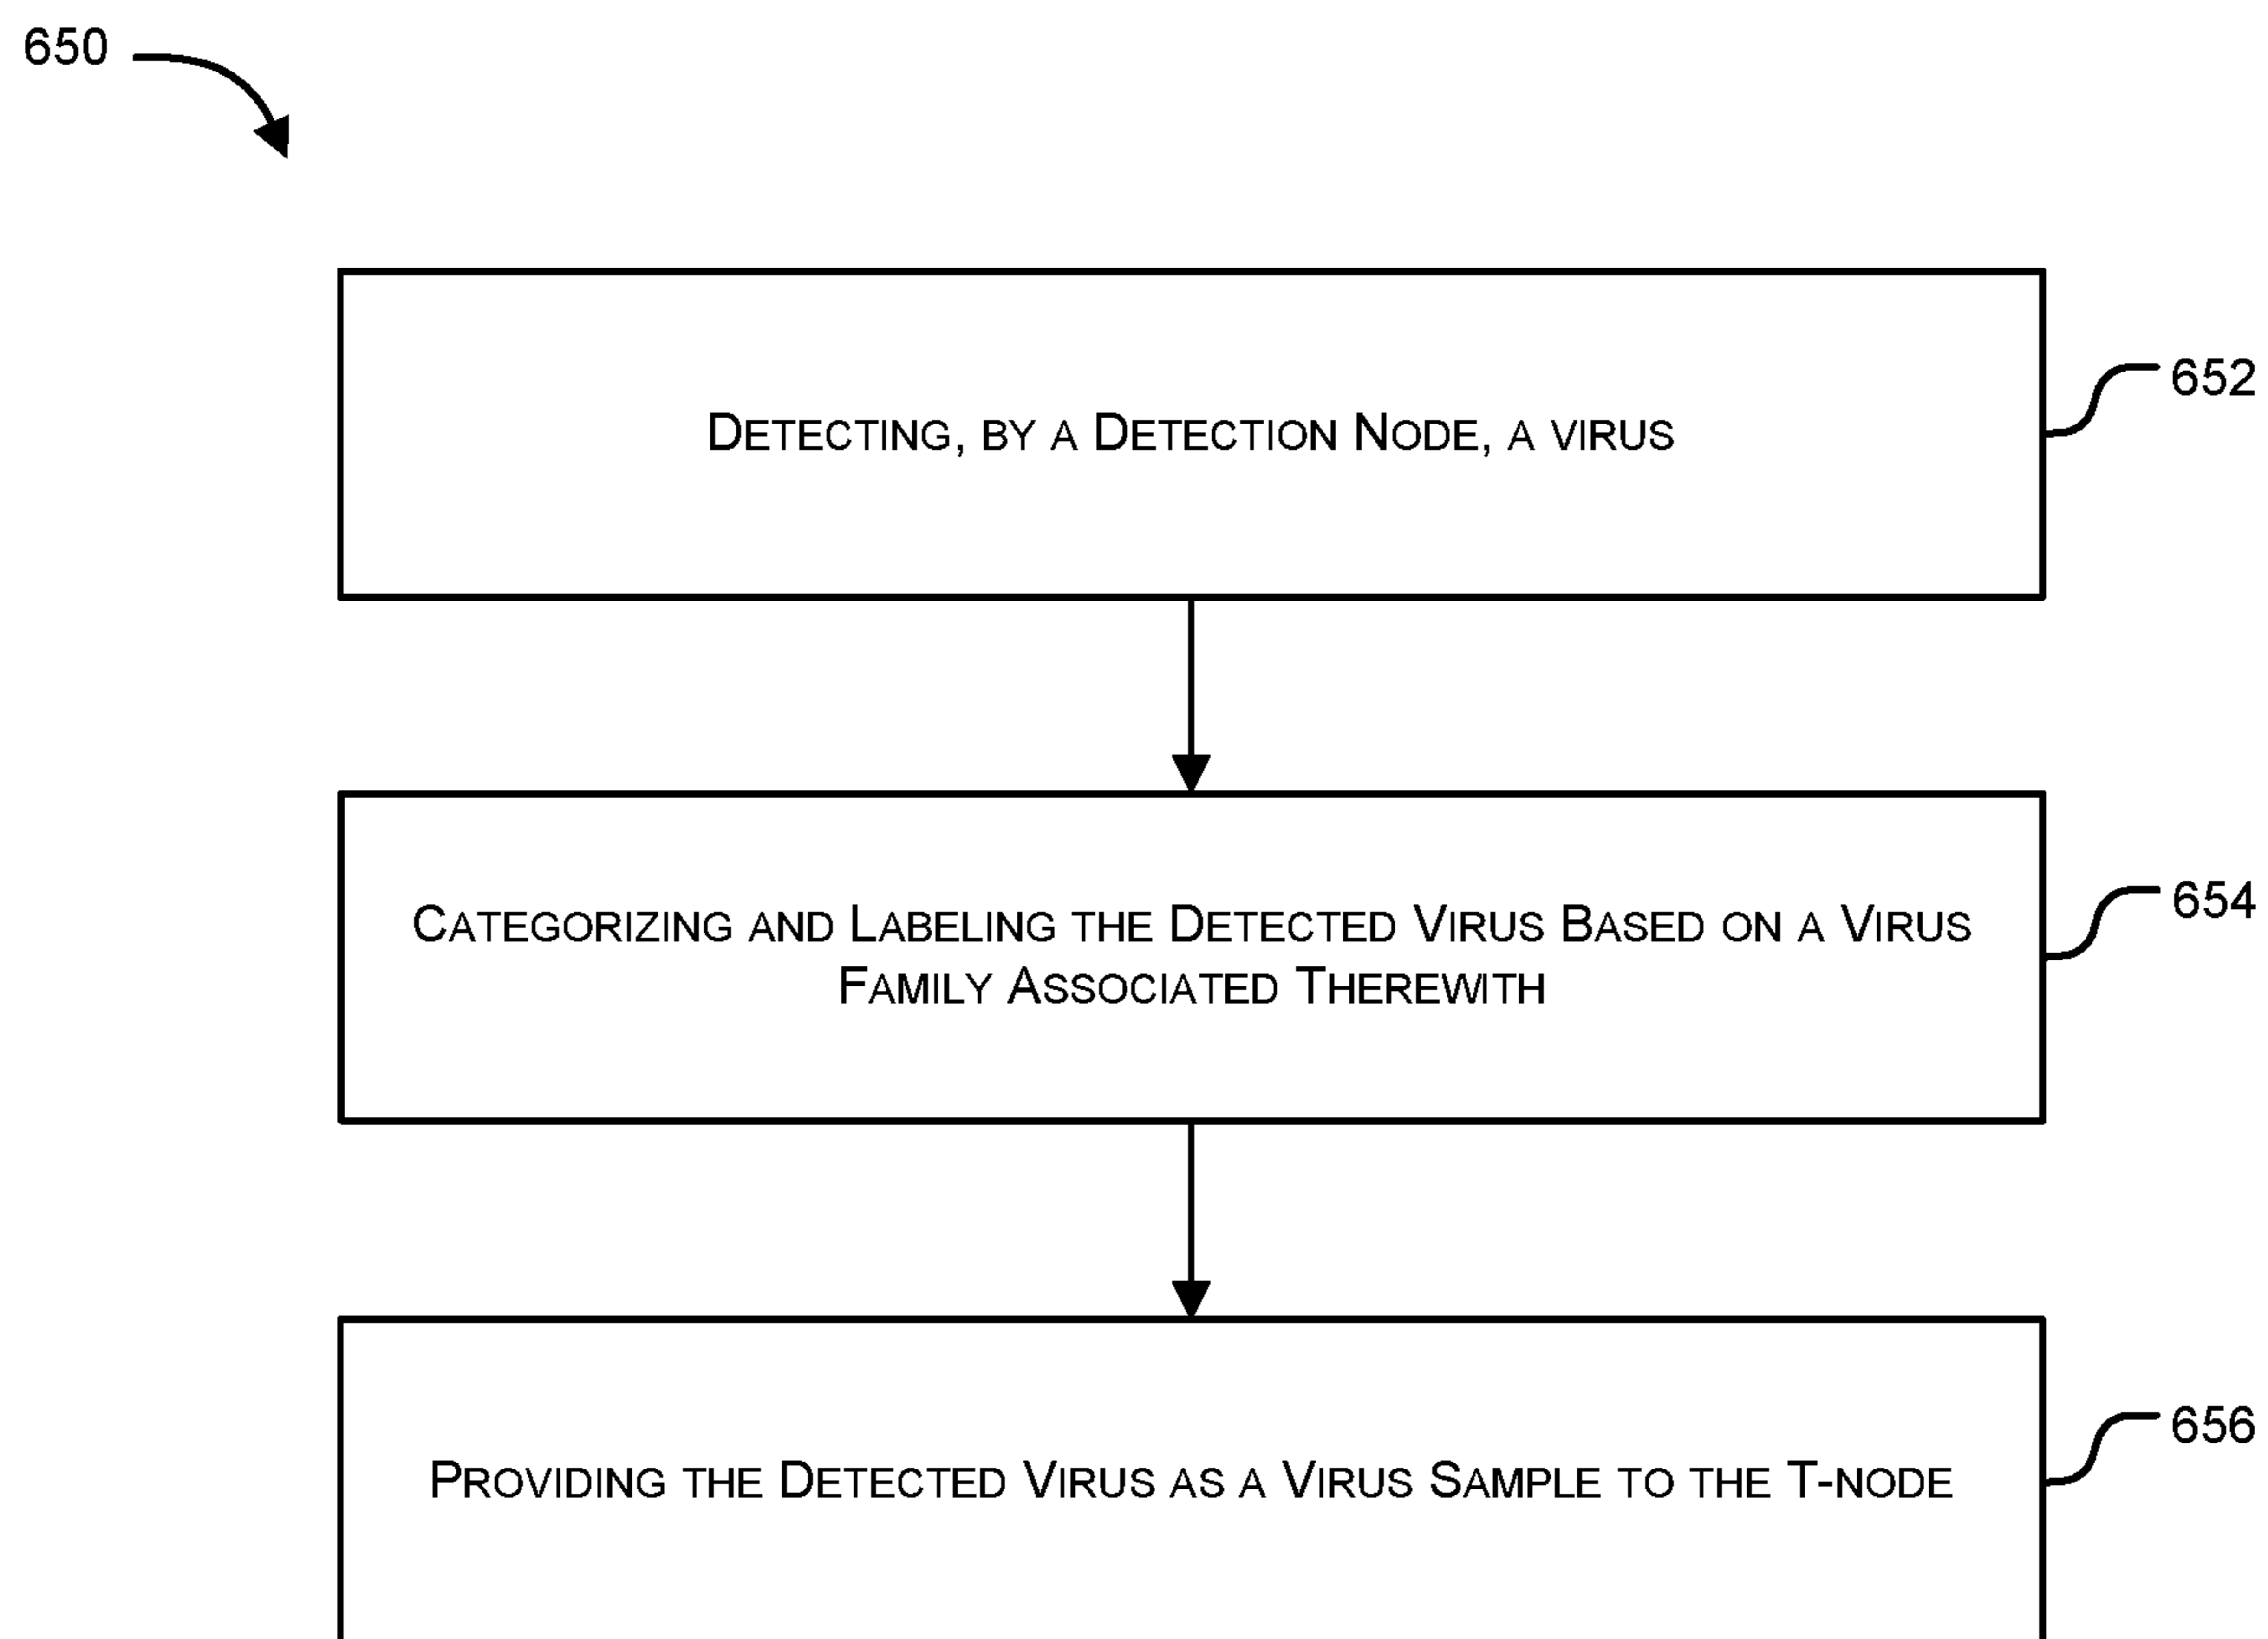 650
DETECTING, BY A DETECTION NODE, A VIRUS
652
CATEGORIZING AND LABELING THE DETECTED VIRUS BASED ON A VIRUS
FAMILY ASSOCIATED THEREWITH
654
PROVIDING THE DETECTED VIRUS AS A VIRUS SAMPLE TO THE T-NODE
656